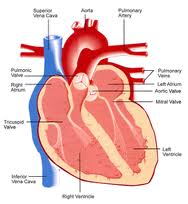 Superior
Vena Cava
Aorta
Pulmonary
Artery
Pulmonic
Valve
Right
Atrium
Pulmonary
Veins
Left Atrium
Aortic Valve
Mitral Valve
Tricuspid
Valve
Left
Ventricle
Inferior
Vena Cava
Right Ventricle